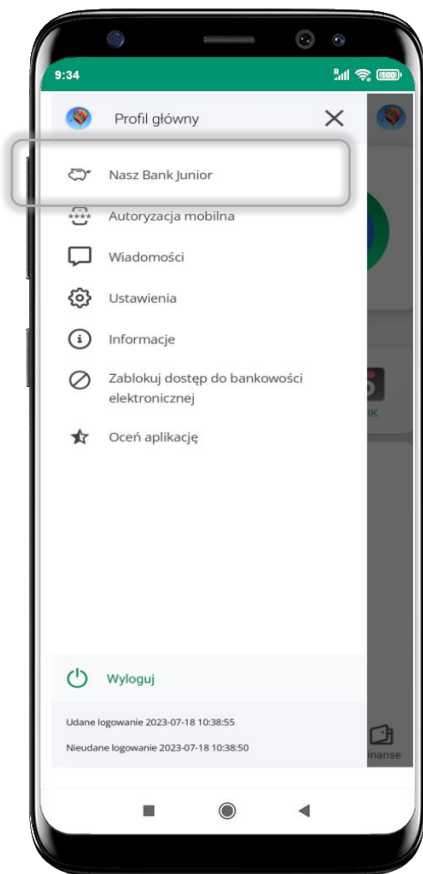 9:34
Profil główny
Nasz Bank Junior
Autoryzacja mobilna
Wiadomości
Ustawienia
Informacje
Zablokuj dostęp do bankowości
elektronicznej
Oceń aplikację
Wyloguj
Udane logowanie 2023-07-18 10:38:55
Nieudane logowanie 2023-07-18 10:38:50